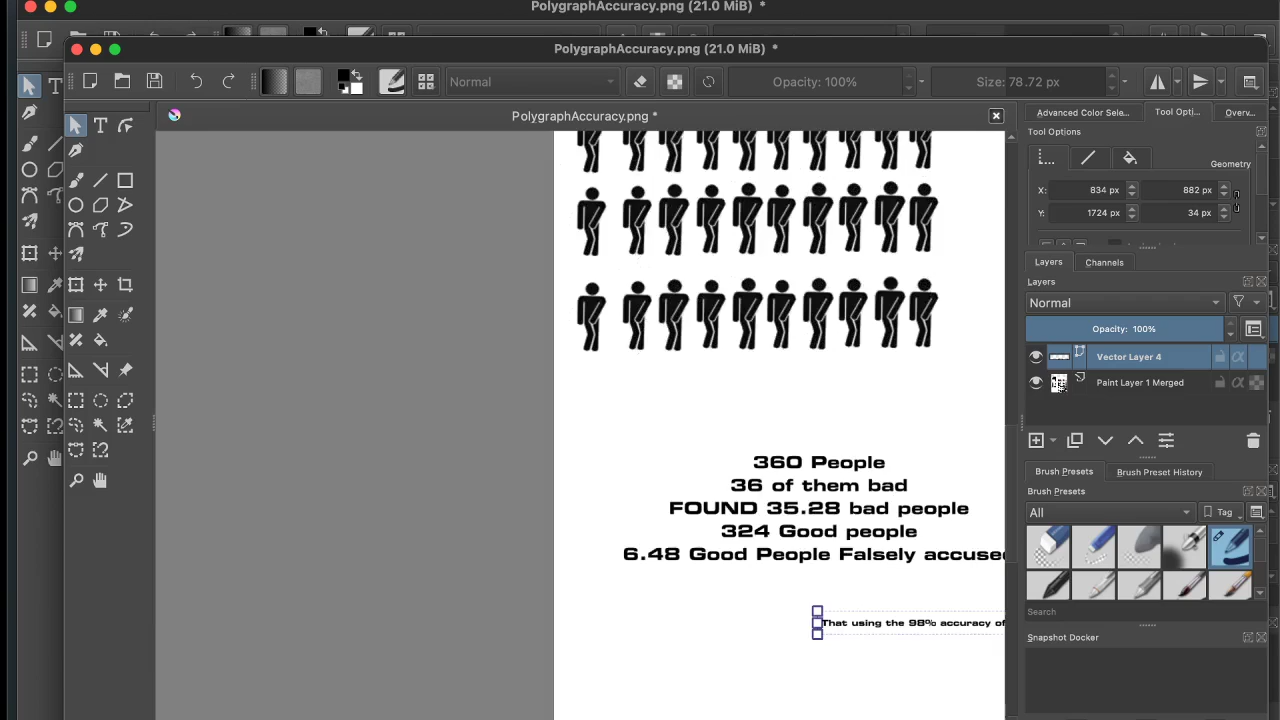 PolygraphAccuracy.png (21.0 MiB) *
PolygraphAccuracy.png (21.0 MiB) *
Normal
Opacity: 100%
Size: 78.72 px
PolygraphAccuracy.png *
Advanced Color Sele...
Tool Opti...
Overv...
Tool Options
Geometry
X:
834 px
882 px
Y:
1724 px
34 px
Layers
Channels
Layers
Normal
Opacity: 100%
Vector Layer 4
Paint Layer 1 Merged
360 People
36 of them bad
FOUND 35.28 bad people
324 Good people
6.48 Good People Falsely accused
That using the 98% accuracy of
Brush Presets
Brush Preset History
Brush Presets
All
Tag
Search
Snapshot Docker